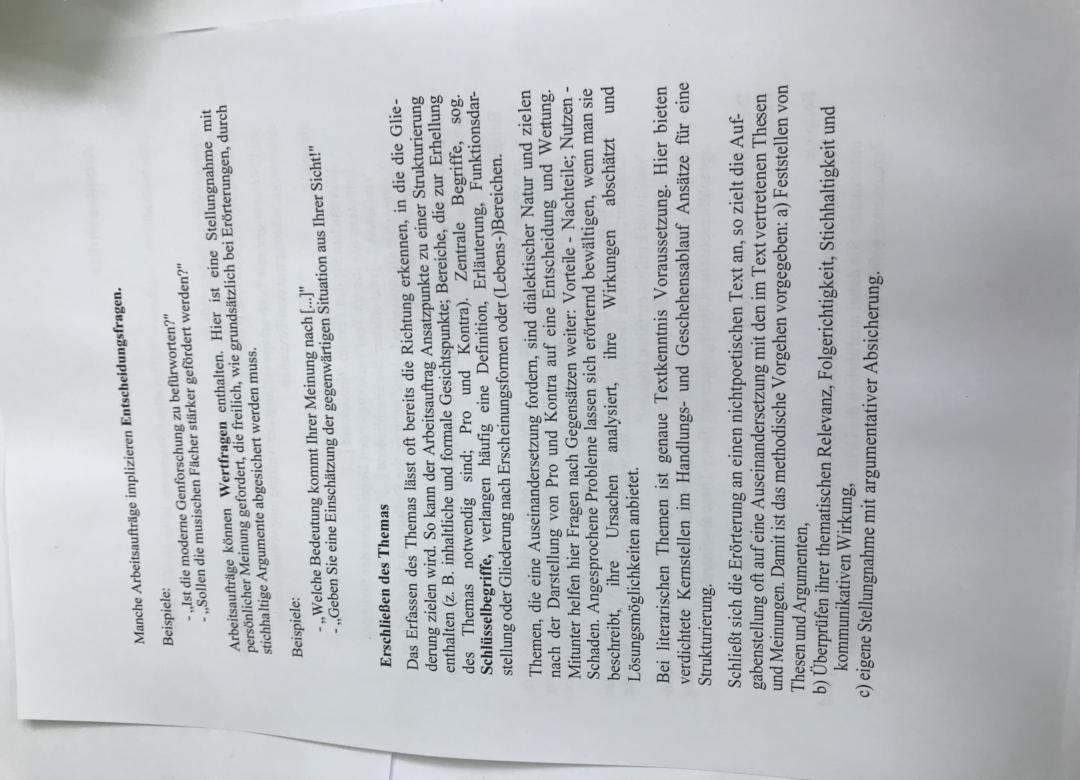 Manche Arbeitsaufträge implizieren Entscheidungsfragen.
Beispiele:
- „Ist die moderne Genforschung zu befürworten?"
- „Sollen die musischen Fächer stärker gefördert werden?"
Arbeitsaufträge können Wertfragen enthalten. Hier ist eine Stellungnahme mit
persönlicher Meinung gefordert, die freilich, wie grundsätzlich bei Erörterungen, durch
stichhaltige Argumente abgesichert werden muss.
Beispiele:
- „Welche Bedeutung kommt Ihrer Meinung nach [...]"
- „Geben Sie eine Einschätzung der gegenwärtigen Situation aus Ihrer Sicht!"
Erschließen des Themas
Das Erfassen des Themas lässt oft bereits die Richtung erkennen, in die die Glie-
derung zielen wird. So kann der Arbeitsauftrag Ansatzpunkte zu einer Strukturierung
enthalten (z. B. inhaltliche und formale Gesichtspunkte; Bereiche, die zur Erhellung
des Themas notwendig sind; Pro und Kontra). Zentrale Begriffe, sog.
Schlüsselbegriffe, verlangen häufig eine Definition, Erläuterung, Funktionsdar-
stellung oder Gliederung nach Erscheinungsformen oder (Lebens-)Bereichen.
Themen, die eine Auseinandersetzung fordern, sind dialektischer Natur und zielen
nach der Darstellung von Pro und Kontra auf eine Entscheidung und Wertung.
Mitunter helfen hier Fragen nach Gegensätzen weiter: Vorteile - Nachteile; Nutzen -
Schaden. Angesprochene Probleme lassen sich erörternd bewältigen, wenn man sie
beschreibt, ihre Ursachen analysiert, ihre Wirkungen abschätzt und
Lösungsmöglichkeiten anbietet.
Bei literarischen Themen ist genaue Textkenntnis Voraussetzung. Hier bieten
verdichtete Kernstellen im Handlungs- und Geschehensablauf Ansätze für eine
Strukturierung.
Schließt sich die Erörterung an einen nichtpoetischen Text an, so zielt die Auf-
gabenstellung oft auf eine Auseinandersetzung mit den im Text vertretenen Thesen
und Meinungen. Damit ist das methodische Vorgehen vorgegeben: a) Feststellen von
Thesen und Argumenten,
b) Überprüfen ihrer thematischen Relevanz, Folgerichtigkeit, Stichhaltigkeit und
kommunikativen Wirkung,
c) eigene Stellungnahme mit argumentativer Absicherung.